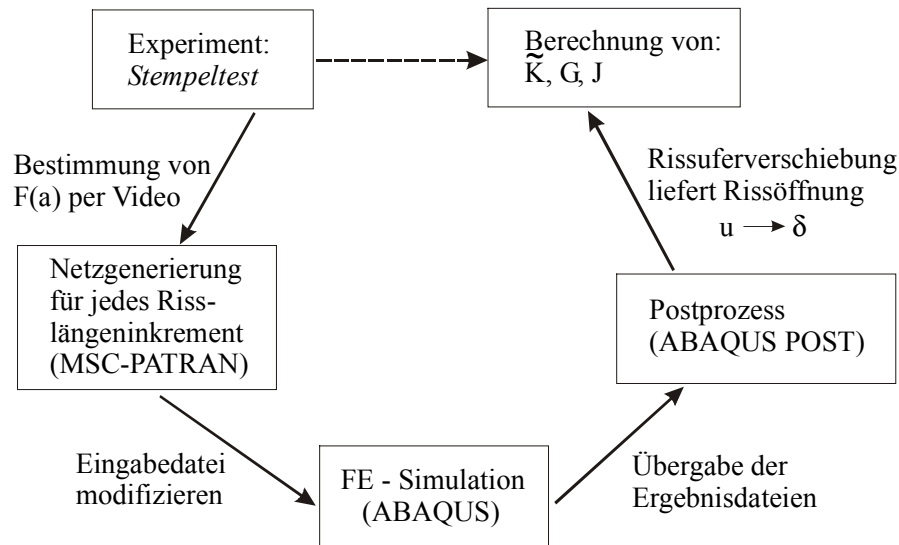 Experiment:
Stempeltest
Berechnung von:
K̃, G, J
Bestimmung von
F(a) per Video
Rissuferverschiebung
liefert Rissöffnung
u → δ
Netzgenerierung
für jedes Riss-
längeninkrement
(MSC-PATRAN)
Postprozess
(ABAQUS POST)
Eingabedatei
modifizieren
FE - Simulation
(ABAQUS)
Übergabe der
Ergebnisdateien